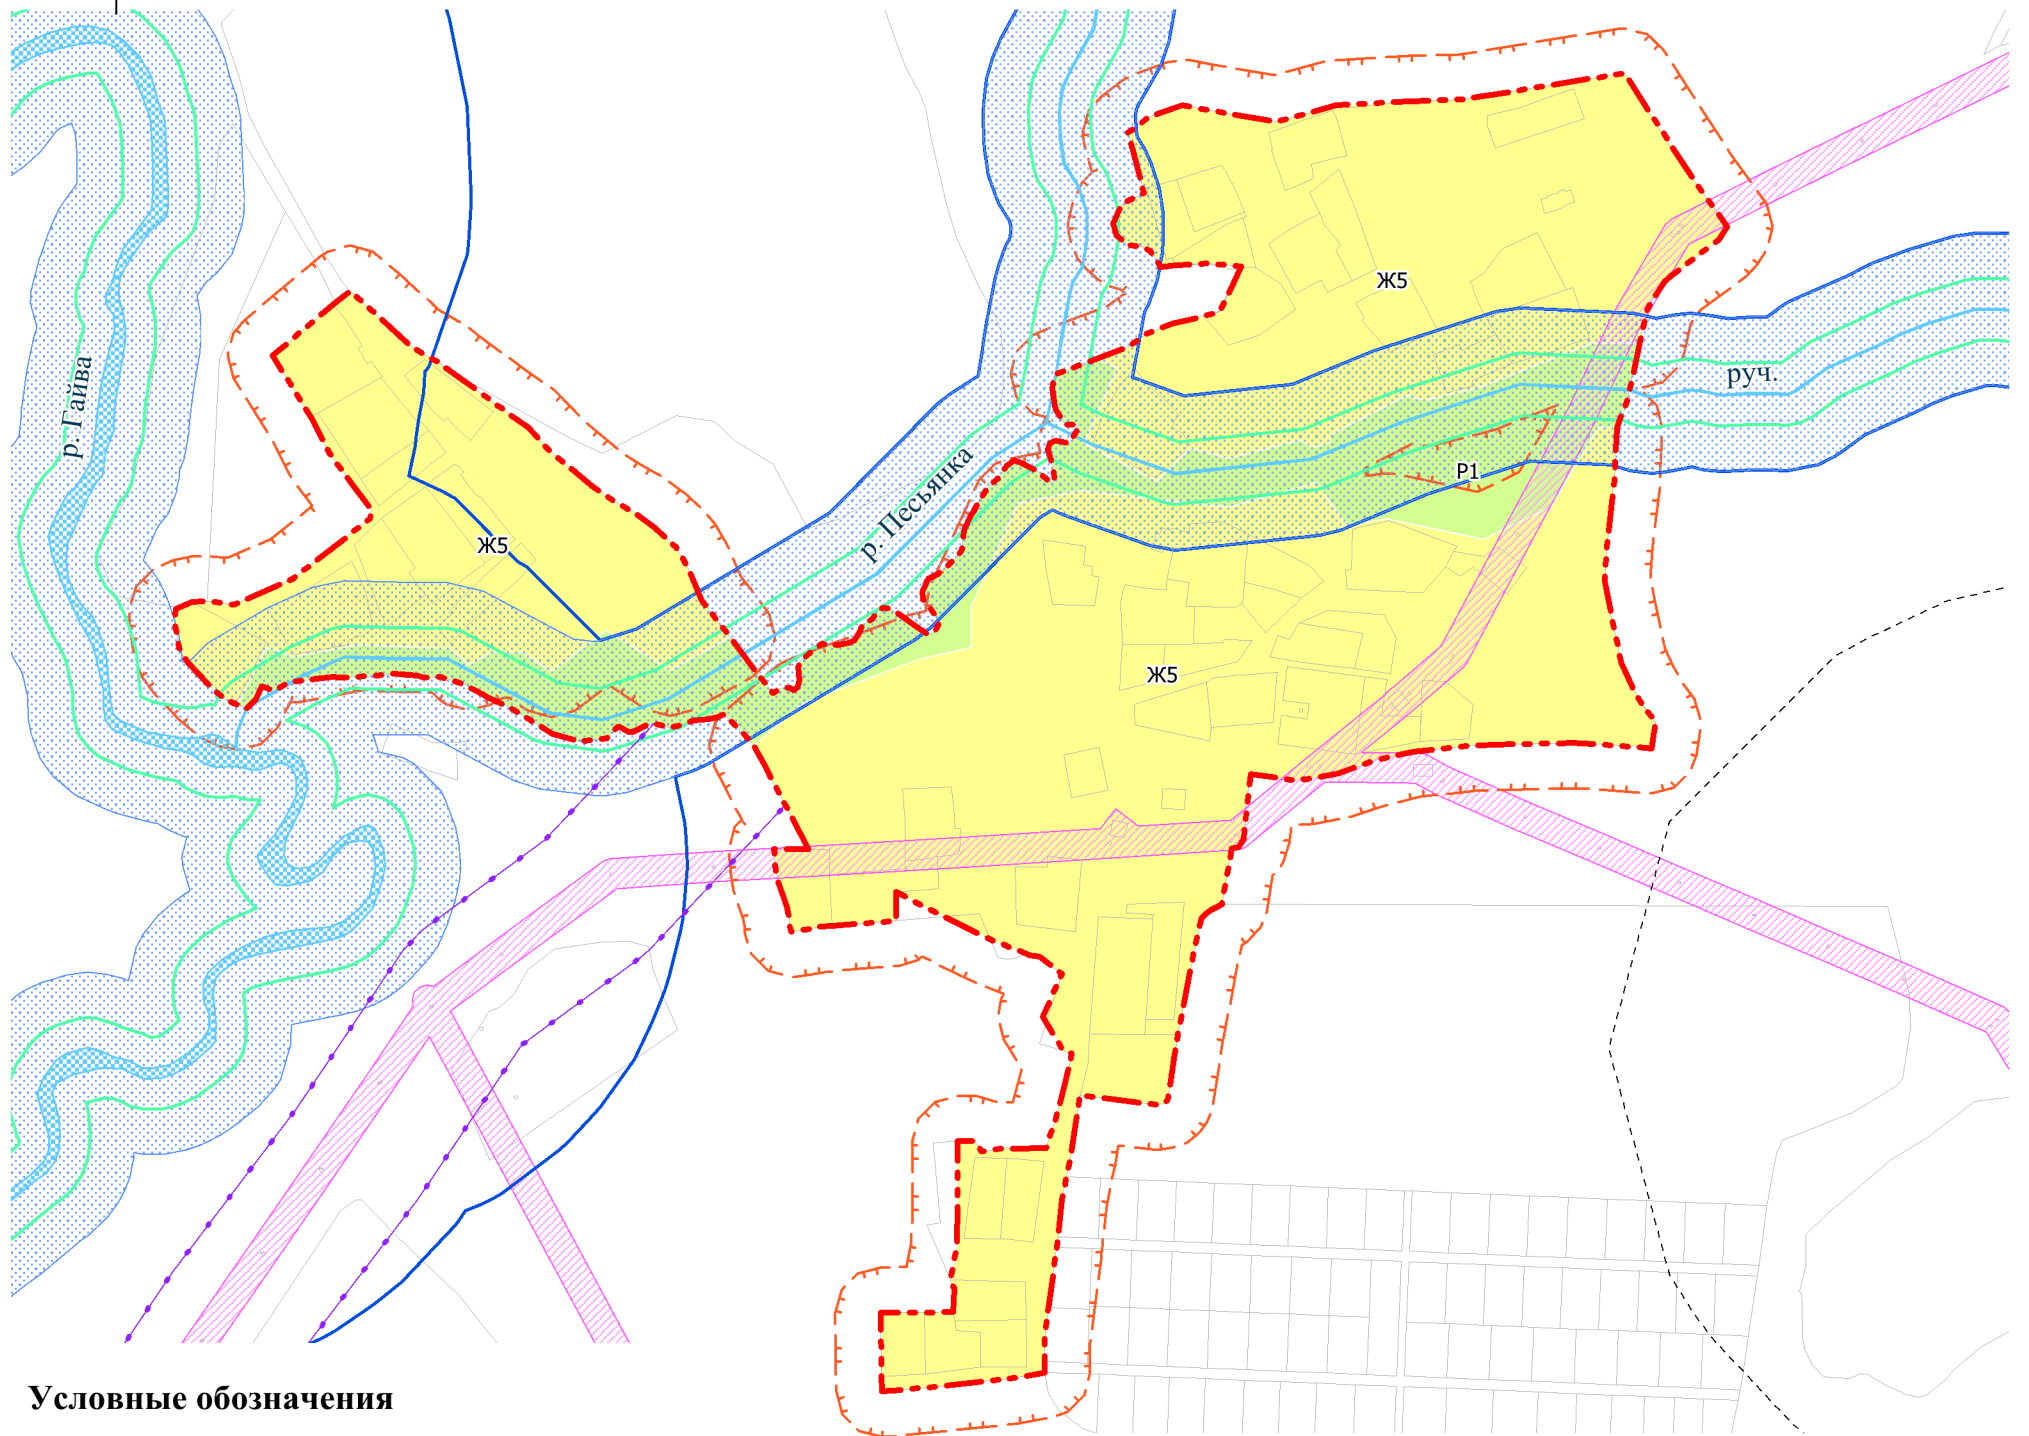 Ж5
р. Гайва
руч.
р. Песьянка
Р1
Ж5
Ж5
Условные обозначения